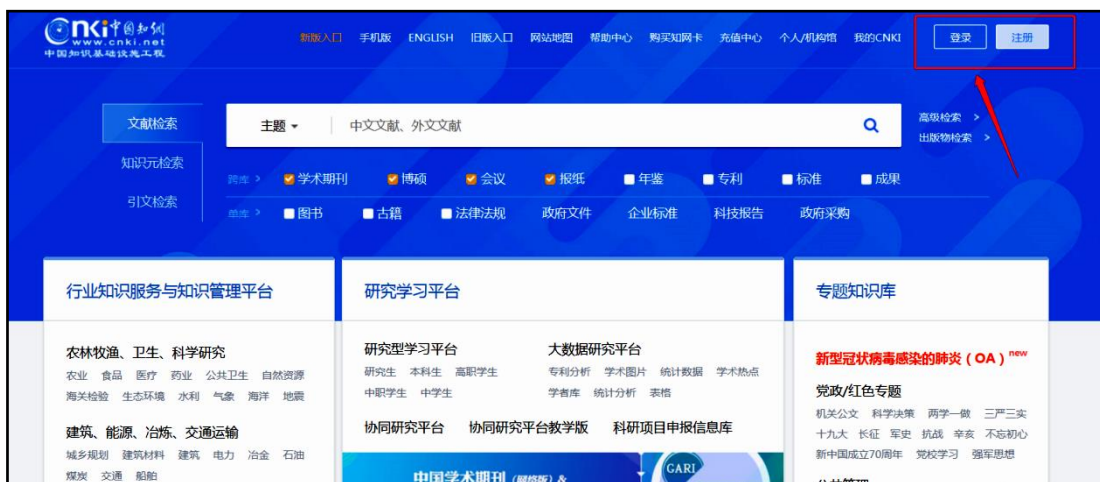 cnki中国知网
www.cnki.net
中国知识基础设施工程
新版入口 手机版 ENGLISH 旧版入口 网站地图 帮助中心 购买知网卡 充值中心 个人/机构馆 我的CNKI 登录 注册
文献检索 主题 中文文献、外文文献 高级检索 >
出版物检索 >
知识元检索
引文检索
跨库 > 学术期刊 博硕 会议 报纸 年鉴 专利 标准 成果
单库 > 图书 古籍 法律法规 政府文件 企业标准 科技报告 政府采购
行业知识服务与知识管理平台
农林牧渔、卫生、科学研究
农业 食品 医疗 药业 公共卫生 自然资源
海关检验 生态环境 水利 气象 海洋 地震
建筑、能源、冶炼、交通运输
城乡规划 建筑材料 建筑 电力 冶金 石油
煤炭 交通 船舶
研究学习平台
研究型学习平台
研究生 本科生 高职学生
中职学生 中学生
大数据研究平台
专利分析 学术图片 统计数据 学术热点
学者库 统计分析 表格
协同研究平台 协同研究平台教学版 科研项目申报信息库
中国学术期刊(网络版)&
GARI
专题知识库
新型冠状病毒感染的肺炎(OA)new
党政/红色专题
机关公文 科学决策 两学一做 三严三实
十九大 长征 军史 抗战 辛亥 不忘初心
新中国成立70周年 党校学习 强军思想
公共管理